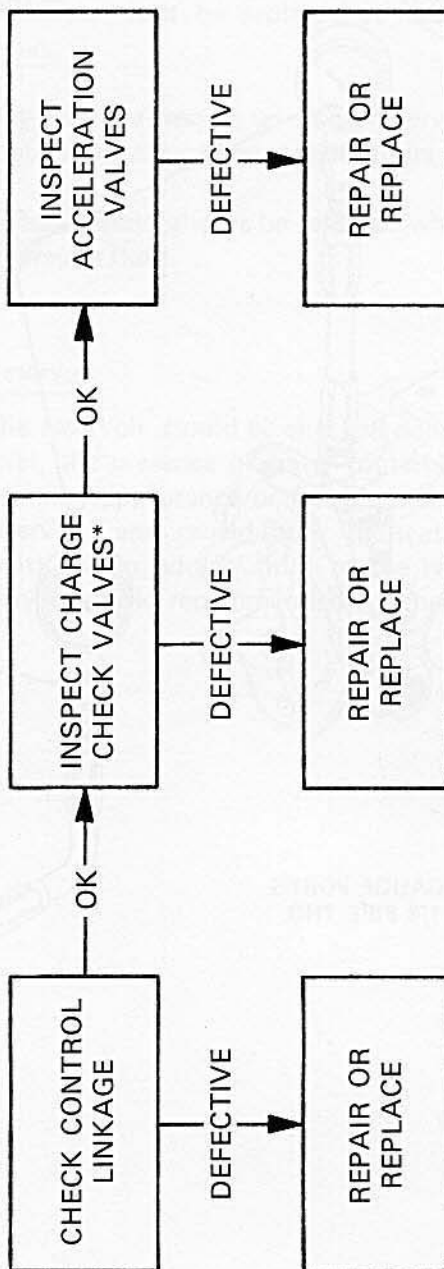 CHECK CONTROL
LINKAGE
OK
INSPECT CHARGE
CHECK VALVES*
OK
INSPECT
ACCELERATION
VALVES
DEFECTIVE
DEFECTIVE
DEFECTIVE
REPAIR OR
REPLACE
REPAIR OR
REPLACE
REPAIR OR
REPLACE